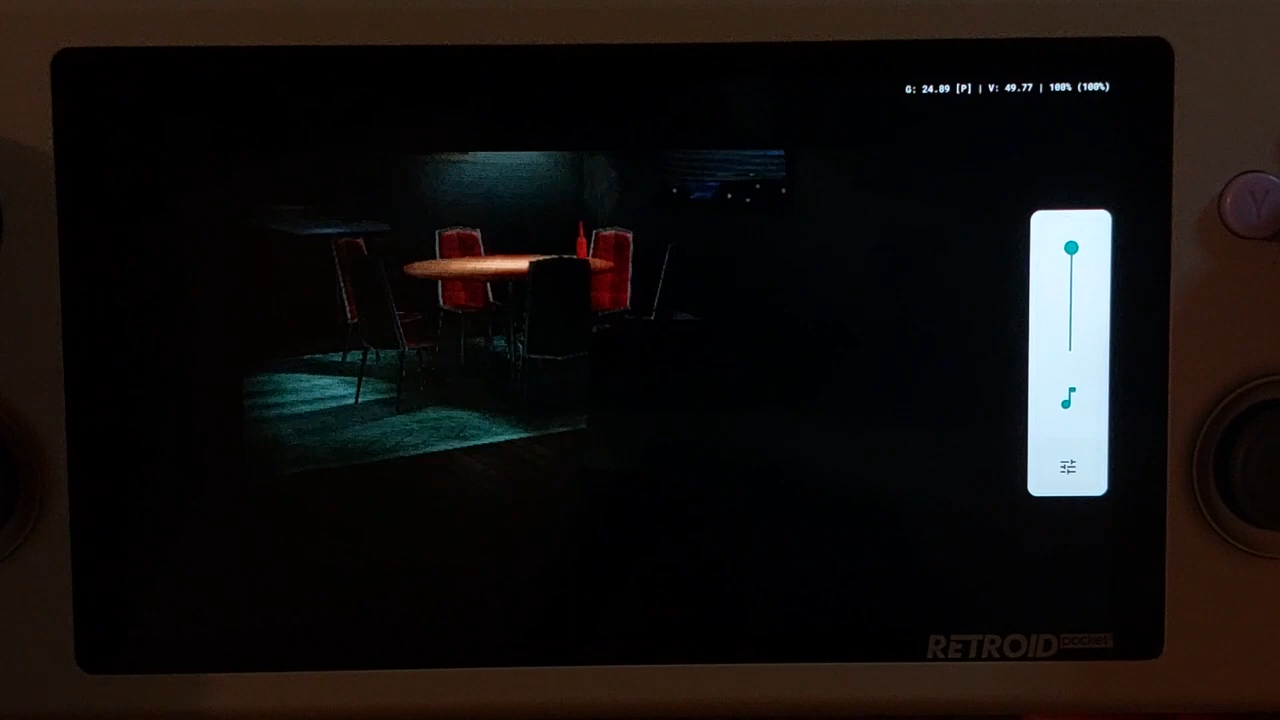 G: 24.89 [P] | V: 49.77 | 100% (100%)
Y
RETROID pocket